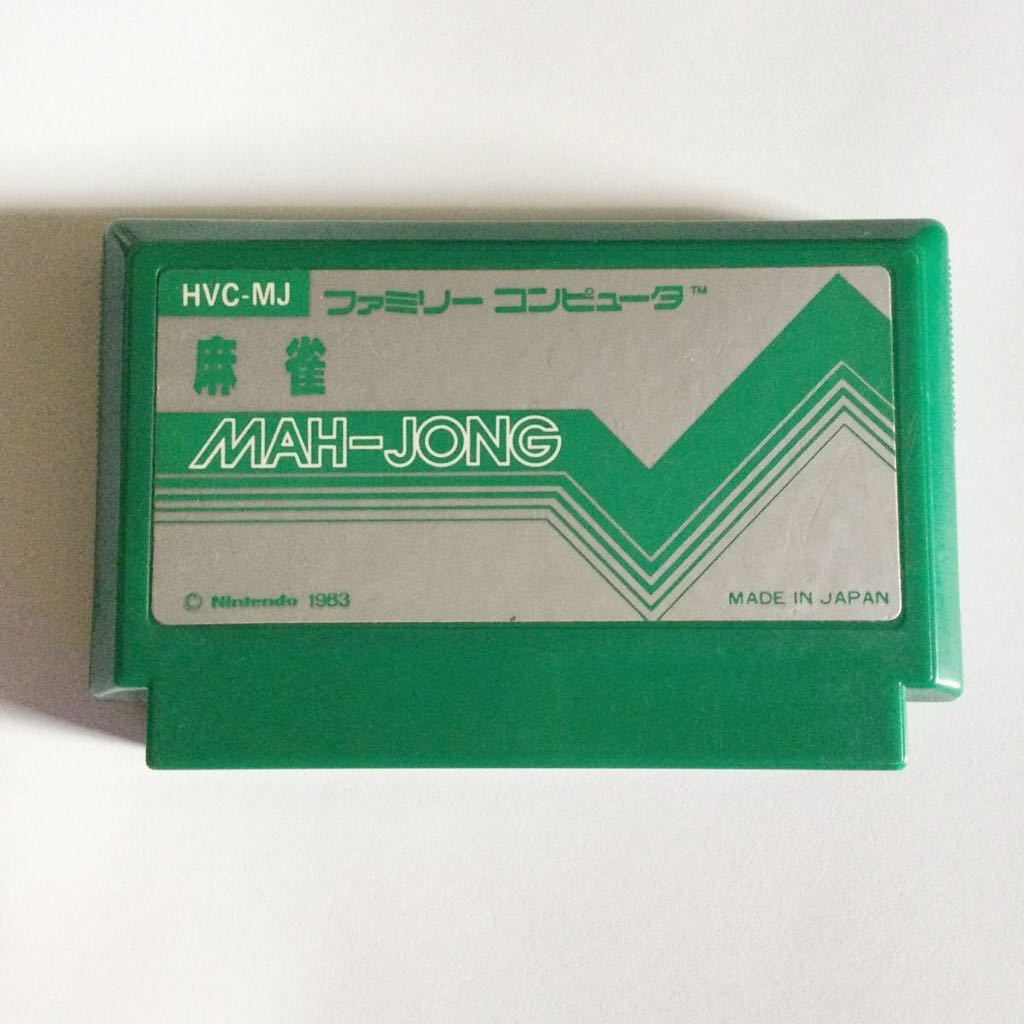 HVC-MJ ファミリー コンピュータ™
麻雀
MAH-JONG
© Nintendo 1983
MADE IN JAPAN